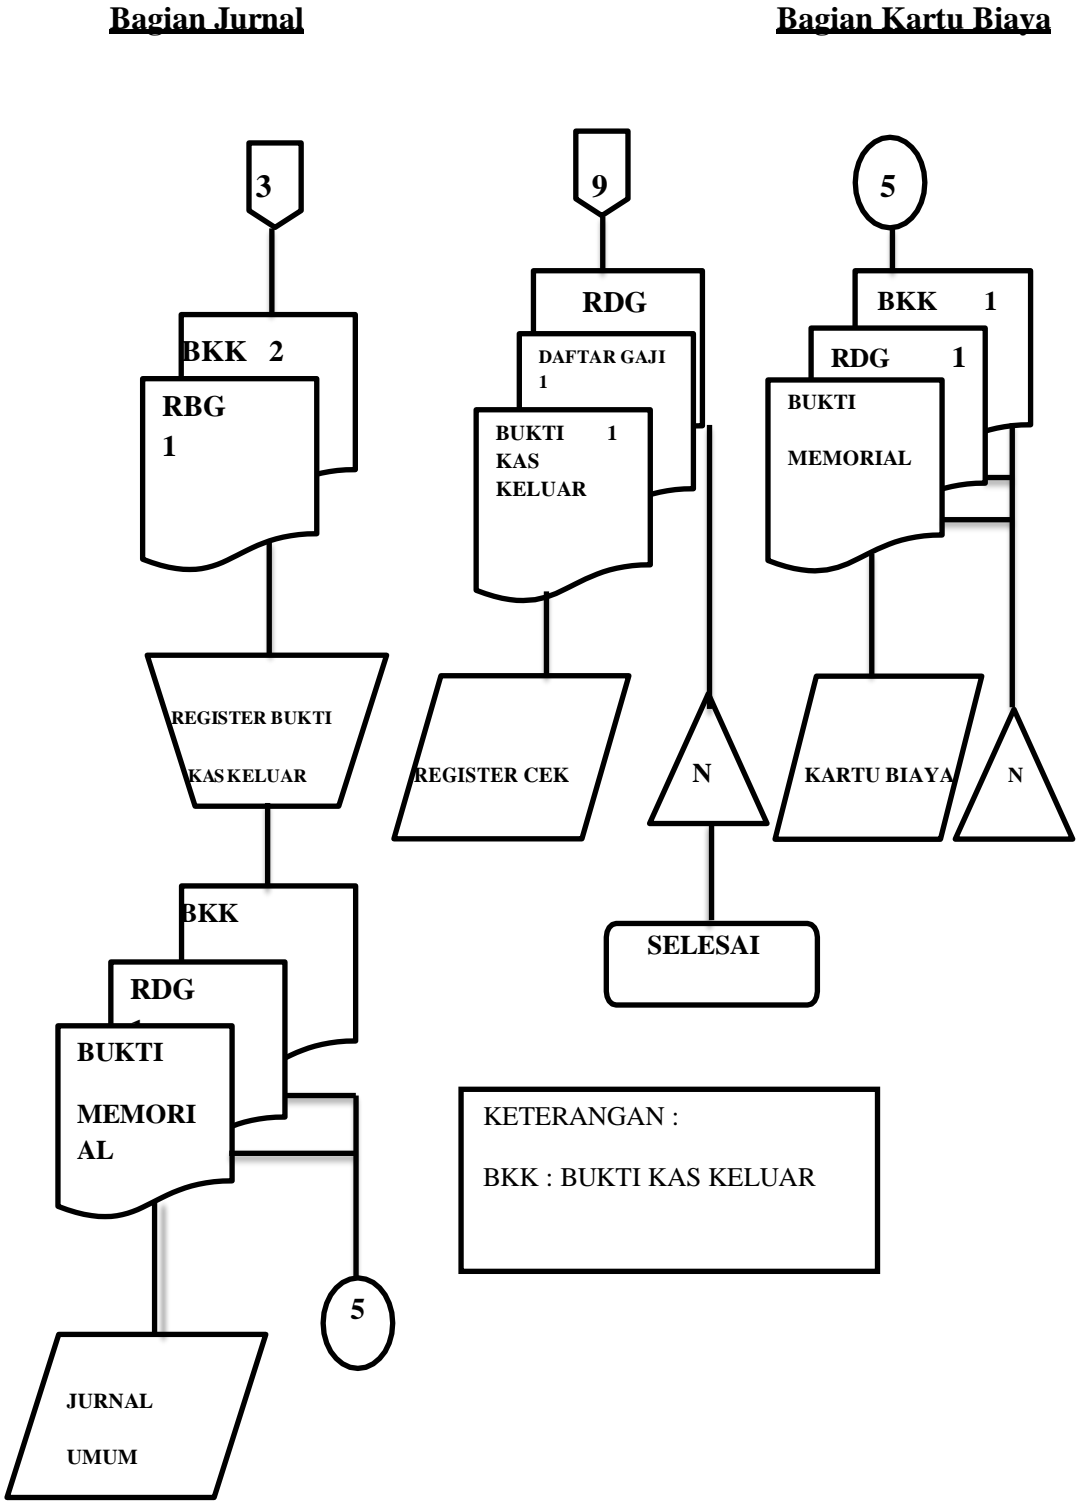 Bagian Jurnal
Bagian Kartu Biaya
3
BKK 2
RBG
1
REGISTER BUKTI
KAS KELUAR
BKK
RDG
BUKTI
MEMORI
AL
5
JURNAL
UMUM
9
RDG
DAFTAR GAJI
1
BUKTI 1
KAS
KELUAR
REGISTER CEK
N
SELESAI
5
BKK 1
RDG 1
BUKTI
MEMORIAL
KARTU BIAYA
N
KETERANGAN :
BKK : BUKTI KAS KELUAR